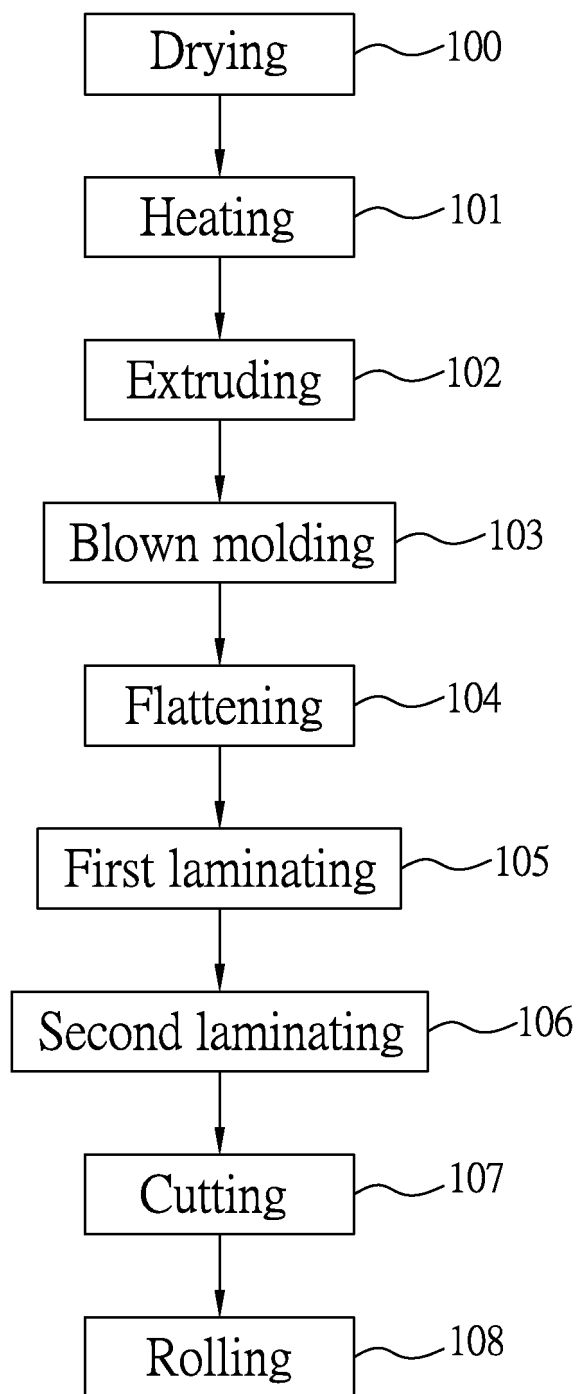 Drying 100
Heating 101
Extruding 102
Blown molding 103
Flattening 104
First laminating 105
Second laminating 106
Cutting 107
Rolling 108